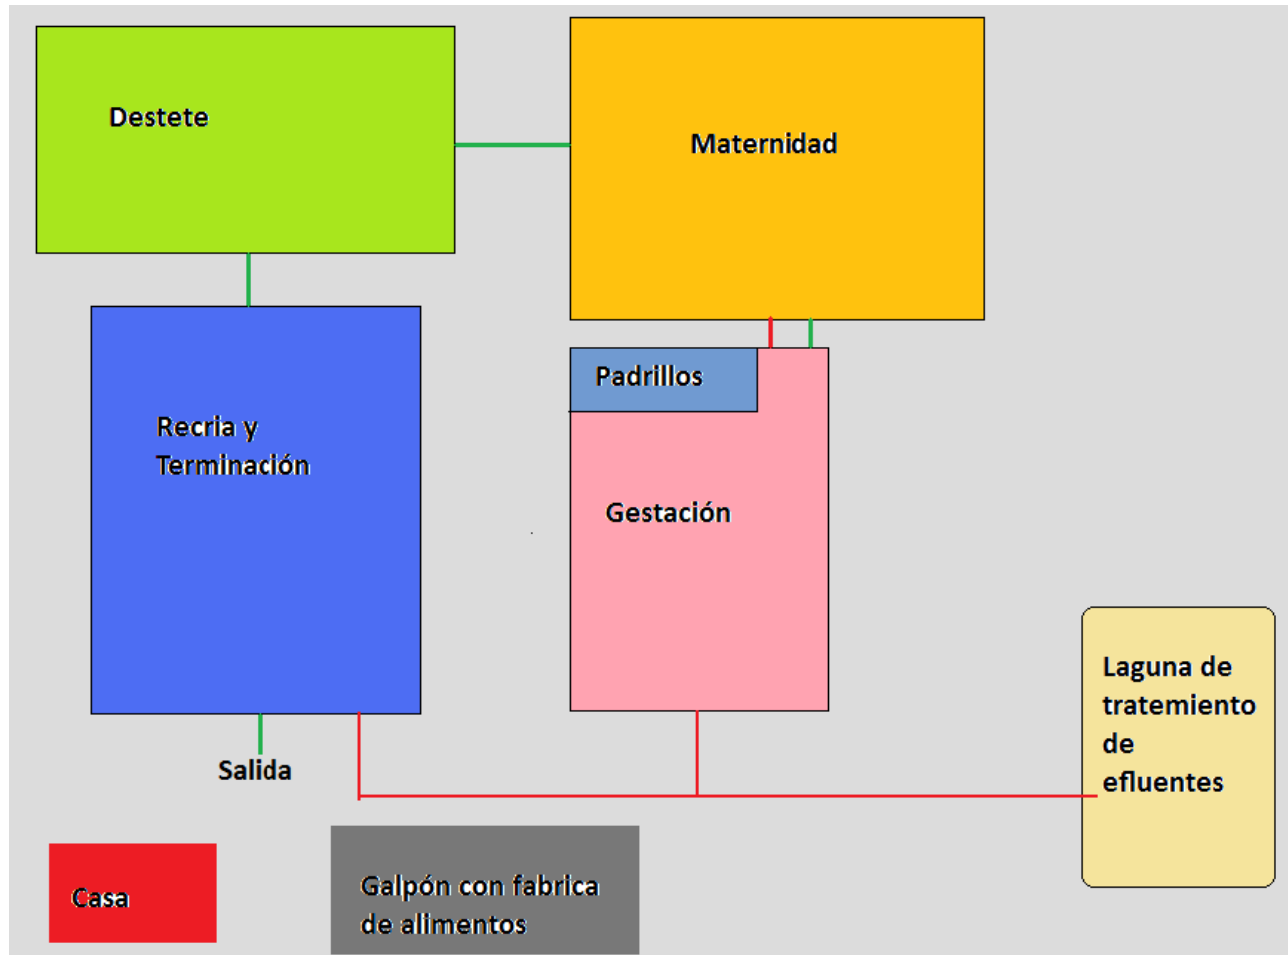 Destete
Maternidad
Padrillos
Recria y
Terminación
Gestación
Laguna de
tratemiento
de
efluentes
Salida
Casa
Galpón con fabrica
de alimentos